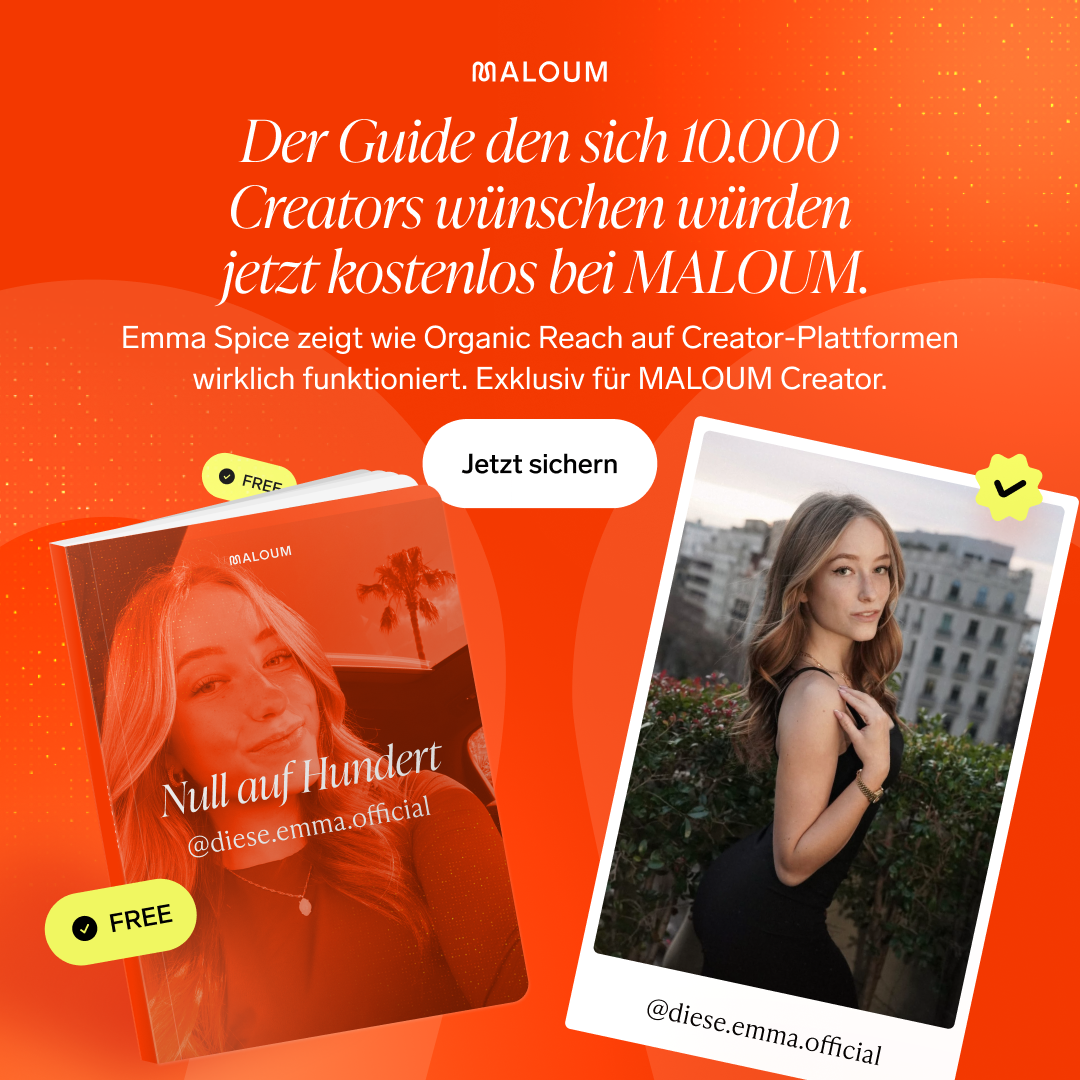 MALOUM
Der Guide den sich 10.000
Creators wünschen würden
jetzt kostenlos bei MALOUM.
Emma Spice zeigt wie Organic Reach auf Creator-Plattformen
wirklich funktioniert. Exklusiv für MALOUM Creator.
Jetzt sichern
FREE
MALOUM
Null auf Hundert
@diese.emma.official
FREE
@diese.emma.official